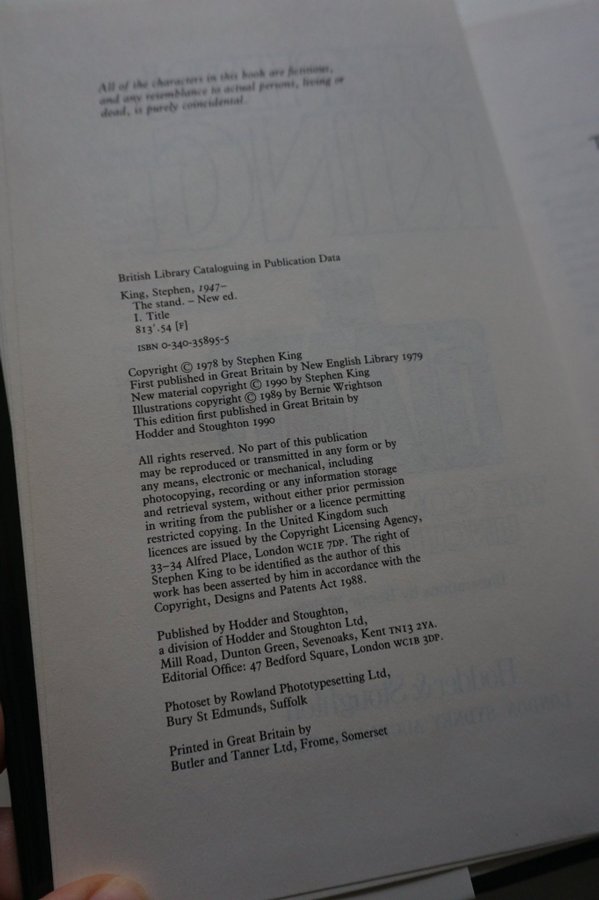 All of the characters in this book are fictitious,
and any resemblance to actual persons, living or
dead, is purely coincidental.
British Library Cataloguing in Publication Data
King, Stephen, 1947–
The stand. – New ed.
I. Title
813'.54 [F]
ISBN 0-340-35895-5
Copyright © 1978 by Stephen King
First published in Great Britain by New English Library 1979
New material copyright © 1990 by Stephen King
Illustrations copyright © 1989 by Bernie Wrightson
This edition first published in Great Britain by
Hodder and Stoughton 1990
All rights reserved. No part of this publication
may be reproduced or transmitted in any form or by
any means, electronic or mechanical, including
photocopying, recording or any information storage
and retrieval system, without either prior permission
in writing from the publisher or a licence permitting
restricted copying. In the United Kingdom such
licences are issued by the Copyright Licensing Agency,
33–34 Alfred Place, London WC1E 7DP. The right of
Stephen King to be identified as the author of this
work has been asserted by him in accordance with the
Copyright, Designs and Patents Act 1988.
Published by Hodder and Stoughton,
a division of Hodder and Stoughton Ltd,
Mill Road, Dunton Green, Sevenoaks, Kent TN13 2YA.
Editorial Office: 47 Bedford Square, London WC1B 3DP.
Photoset by Rowland Phototypesetting Ltd,
Bury St Edmunds, Suffolk
Printed in Great Britain by
Butler and Tanner Ltd, Frome, Somerset